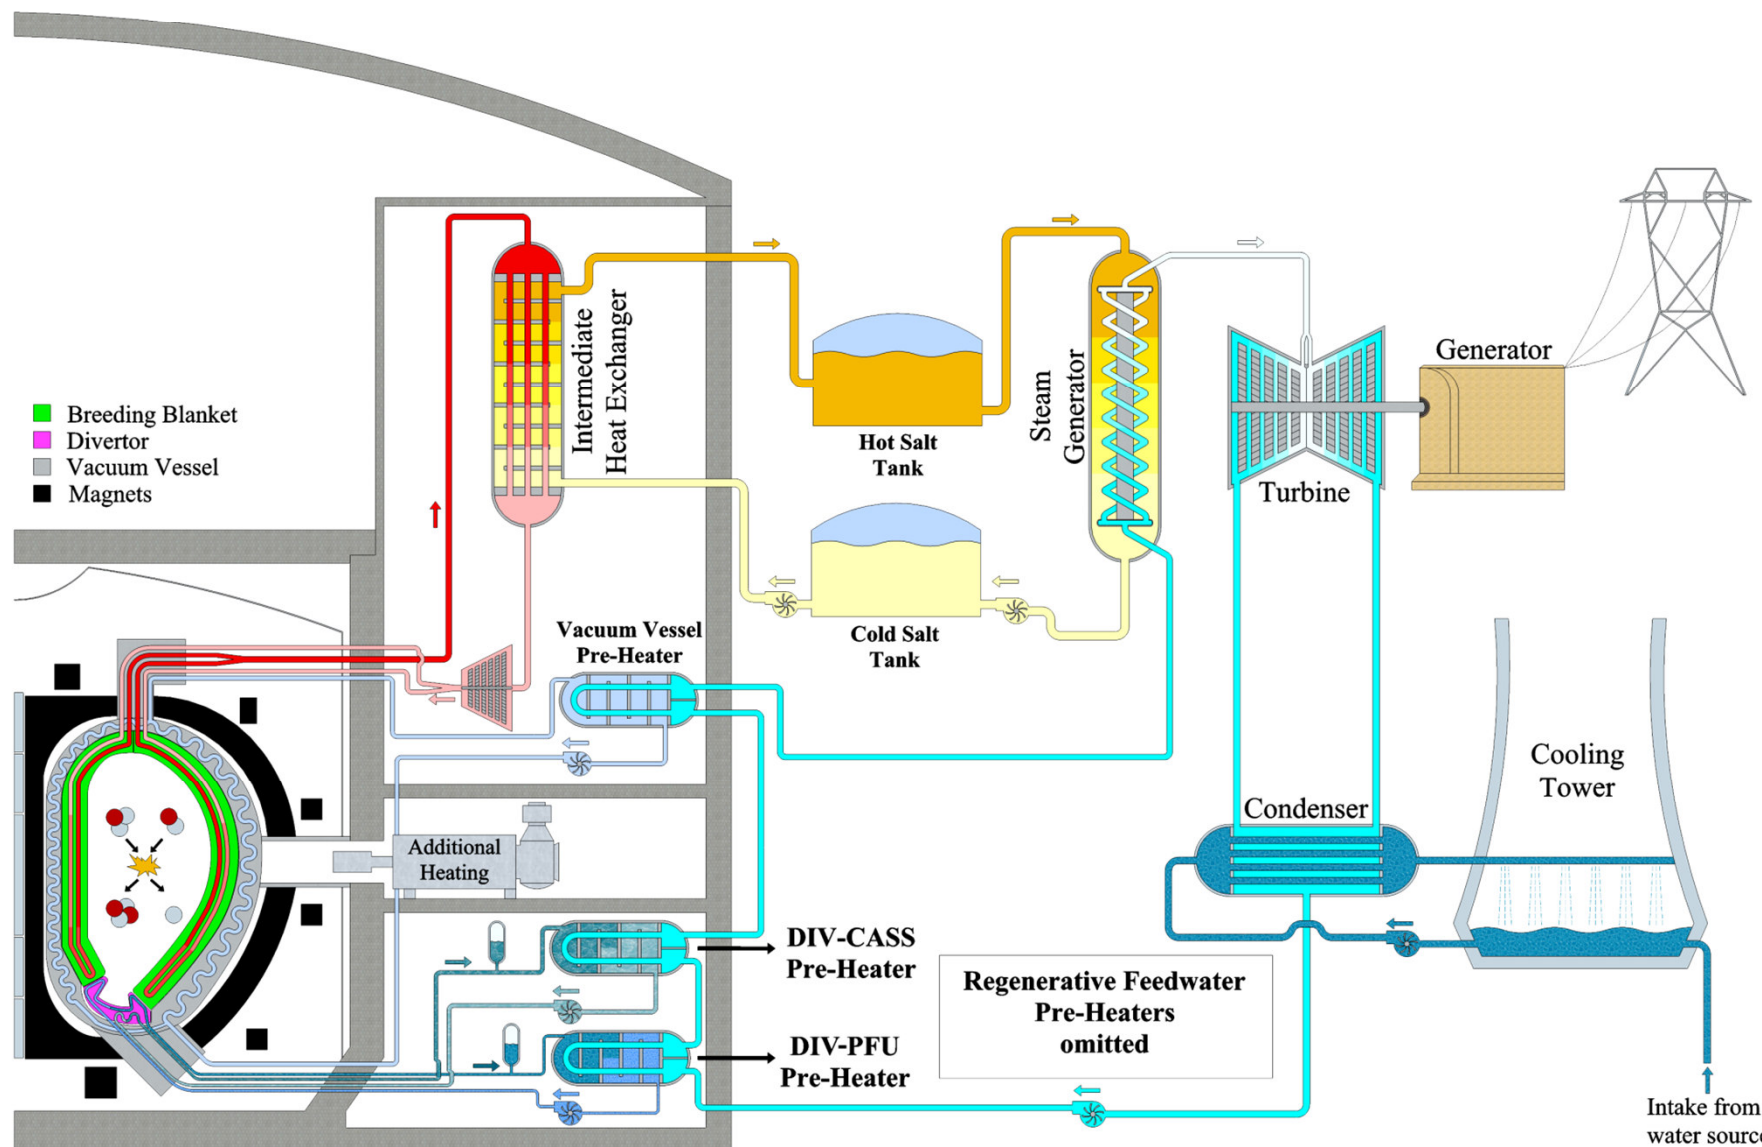 Intermediate
Heat Exchanger
Steam
Generator
Generator
Hot Salt
Tank
Turbine
Breeding Blanket
Divertor
Vacuum Vessel
Magnets
Vacuum Vessel
Pre-Heater
Cold Salt
Tank
Cooling
Tower
Condenser
Additional
Heating
DIV-CASS
Pre-Heater
Regenerative Feedwater
Pre-Heaters
omitted
DIV-PFU
Pre-Heater
Intake from
water source